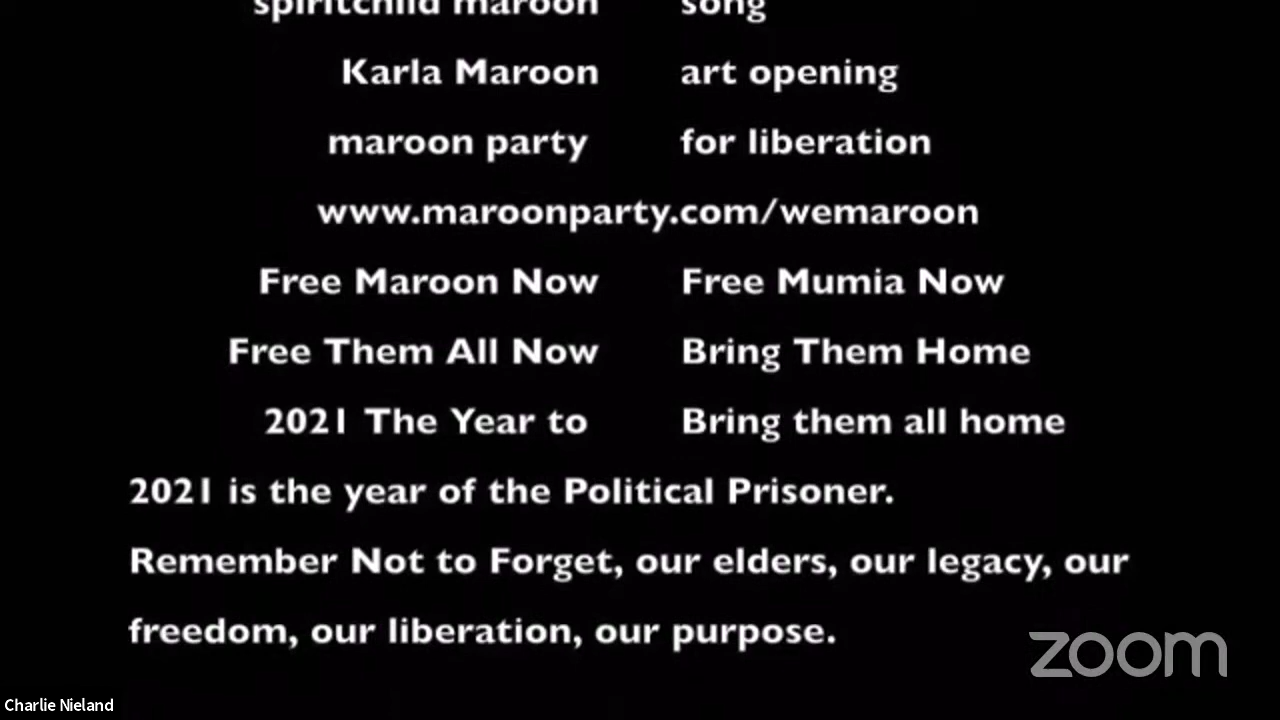 spiritchild maroon song
Karla Maroon art opening
maroon party for liberation
www.maroonparty.com/wemaroon
Free Maroon Now Free Mumia Now
Free Them All Now Bring Them Home
2021 The Year to Bring them all home
2021 is the year of the Political Prisoner.
Remember Not to Forget, our elders, our legacy, our
freedom, our liberation, our purpose.
zoom
Charlie Nieland